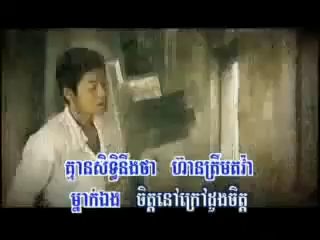 គ្មានសិទ្ធិនឹងថា ហ៊ានត្រឹមតវ៉ា
ម្នាក់ឯង ចិត្តនៅក្រៅដួងចិត្ត